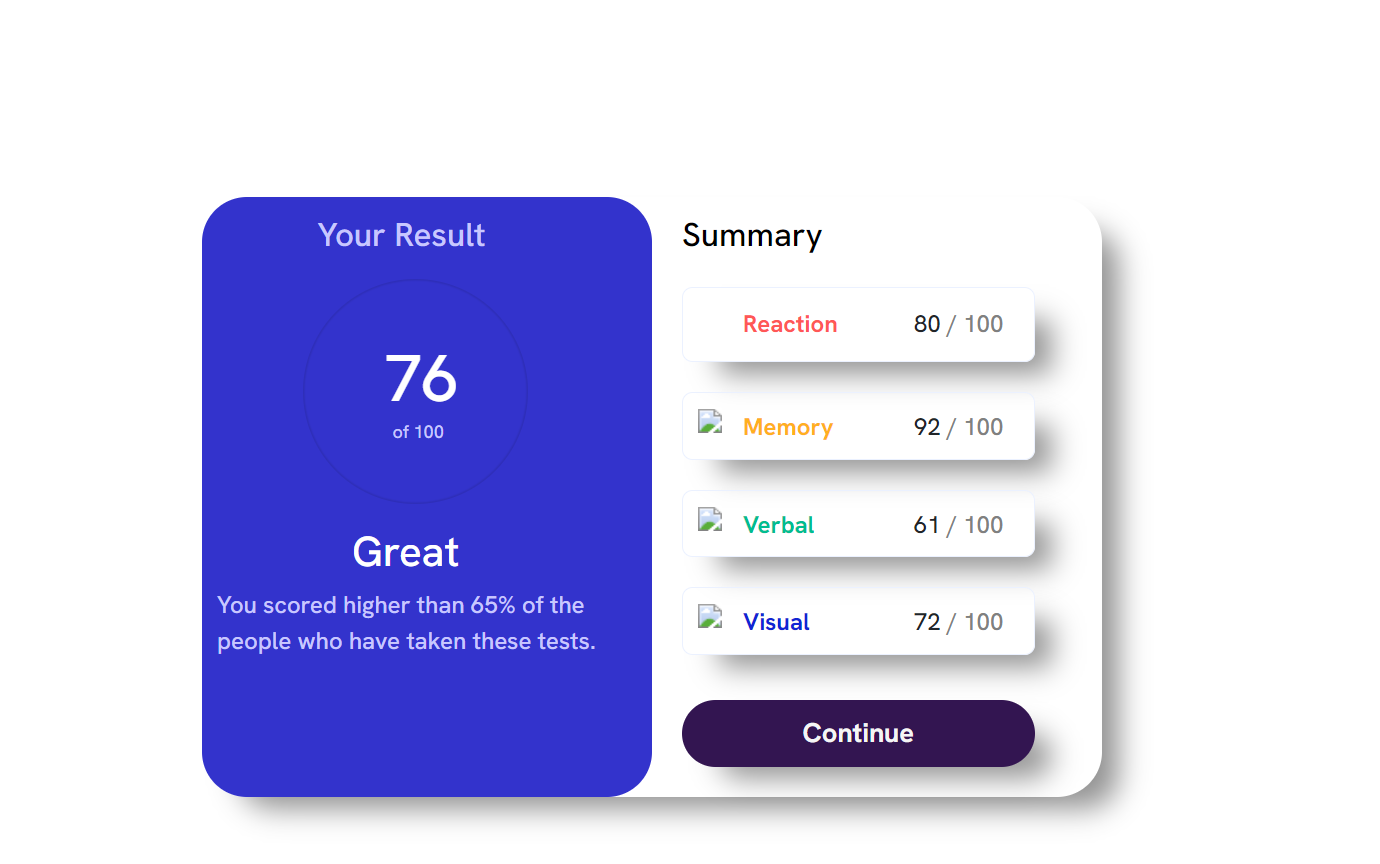 Your Result
76
of 100
Great
You scored higher than 65% of the
people who have taken these tests.
Summary
Reaction 80 / 100
Memory 92 / 100
Verbal 61 / 100
Visual 72 / 100
Continue